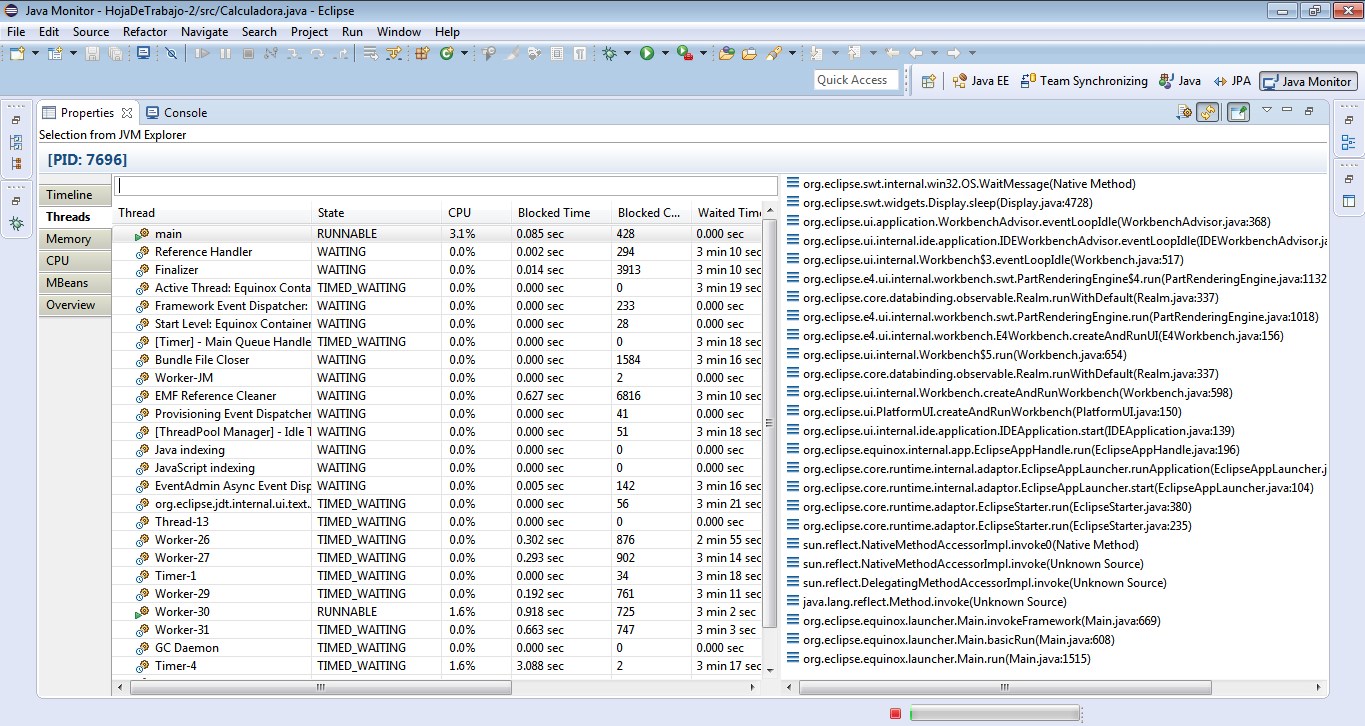 Java Monitor - HojaDeTrabajo-2/src/Calculadora.java - Eclipse
File Edit Source Refactor Navigate Search Project Run Window Help
Quick Access Java EE Team Synchronizing Java JPA Java Monitor
Properties Console
Selection from JVM Explorer
[PID: 7696]
Timeline
Threads
Memory
CPU
MBeans
Overview
Thread State CPU Blocked Time Blocked C... Waited Time
main RUNNABLE 3.1% 0.085 sec 428 0.000 sec
Reference Handler WAITING 0.0% 0.002 sec 294 3 min 10 sec
Finalizer WAITING 0.0% 0.014 sec 3913 3 min 10 sec
Active Thread: Equinox Conta TIMED_WAITING 0.0% 0.000 sec 0 3 min 19 sec
Framework Event Dispatcher: WAITING 0.0% 0.000 sec 233 0.000 sec
Start Level: Equinox Container WAITING 0.0% 0.000 sec 28 0.000 sec
[Timer] - Main Queue Handle TIMED_WAITING 0.0% 0.000 sec 0 3 min 18 sec
Bundle File Closer WAITING 0.0% 0.000 sec 1584 3 min 16 sec
Worker-JM WAITING 0.0% 0.000 sec 2 0.000 sec
EMF Reference Cleaner WAITING 0.0% 0.627 sec 6816 3 min 10 sec
Provisioning Event Dispatcher WAITING 0.0% 0.000 sec 41 0.000 sec
[ThreadPool Manager] - Idle T WAITING 0.0% 0.000 sec 51 3 min 18 sec
Java indexing WAITING 0.0% 0.000 sec 0 0.000 sec
JavaScript indexing WAITING 0.0% 0.000 sec 0 0.000 sec
EventAdmin Async Event Disp WAITING 0.0% 0.005 sec 142 3 min 16 sec
org.eclipse.jdt.internal.ui.text... TIMED_WAITING 0.0% 0.000 sec 56 3 min 21 sec
Thread-13 TIMED_WAITING 0.0% 0.000 sec 0 0.000 sec
Worker-26 TIMED_WAITING 0.0% 0.302 sec 876 2 min 55 sec
Worker-27 TIMED_WAITING 0.0% 0.293 sec 902 3 min 14 sec
Timer-1 TIMED_WAITING 0.0% 0.000 sec 34 3 min 18 sec
Worker-29 TIMED_WAITING 0.0% 0.192 sec 761 3 min 11 sec
Worker-30 RUNNABLE 1.6% 0.918 sec 725 3 min 2 sec
Worker-31 TIMED_WAITING 0.0% 0.663 sec 747 3 min 3 sec
GC Daemon TIMED_WAITING 0.0% 0.000 sec 0 0.000 sec
Timer-4 TIMED_WAITING 1.6% 3.088 sec 2 3 min 17 sec
org.eclipse.swt.internal.win32.OS.WaitMessage(Native Method)
org.eclipse.swt.widgets.Display.sleep(Display.java:4728)
org.eclipse.ui.application.WorkbenchAdvisor.eventLoopIdle(WorkbenchAdvisor.java:368)
org.eclipse.ui.internal.ide.application.IDEWorkbenchAdvisor.eventLoopIdle(IDEWorkbenchAdvisor.ja
org.eclipse.ui.internal.Workbench$3.eventLoopIdle(Workbench.java:517)
org.eclipse.e4.ui.internal.workbench.swt.PartRenderingEngine$4.run(PartRenderingEngine.java:1132
org.eclipse.core.databinding.observable.Realm.runWithDefault(Realm.java:337)
org.eclipse.e4.ui.internal.workbench.swt.PartRenderingEngine.run(PartRenderingEngine.java:1018)
org.eclipse.e4.ui.internal.workbench.E4Workbench.createAndRunUI(E4Workbench.java:156)
org.eclipse.ui.internal.Workbench$5.run(Workbench.java:654)
org.eclipse.core.databinding.observable.Realm.runWithDefault(Realm.java:337)
org.eclipse.ui.internal.Workbench.createAndRunWorkbench(Workbench.java:598)
org.eclipse.ui.PlatformUI.createAndRunWorkbench(PlatformUI.java:150)
org.eclipse.ui.internal.ide.application.IDEApplication.start(IDEApplication.java:139)
org.eclipse.equinox.internal.app.EclipseAppHandle.run(EclipseAppHandle.java:196)
org.eclipse.core.runtime.internal.adaptor.EclipseAppLauncher.runApplication(EclipseAppLauncher.j
org.eclipse.core.runtime.internal.adaptor.EclipseAppLauncher.start(EclipseAppLauncher.java:104)
org.eclipse.core.runtime.adaptor.EclipseStarter.run(EclipseStarter.java:380)
org.eclipse.core.runtime.adaptor.EclipseStarter.run(EclipseStarter.java:235)
sun.reflect.NativeMethodAccessorImpl.invoke0(Native Method)
sun.reflect.NativeMethodAccessorImpl.invoke(Unknown Source)
sun.reflect.DelegatingMethodAccessorImpl.invoke(Unknown Source)
java.lang.reflect.Method.invoke(Unknown Source)
org.eclipse.equinox.launcher.Main.invokeFramework(Main.java:669)
org.eclipse.equinox.launcher.Main.basicRun(Main.java:608)
org.eclipse.equinox.launcher.Main.run(Main.java:1515)